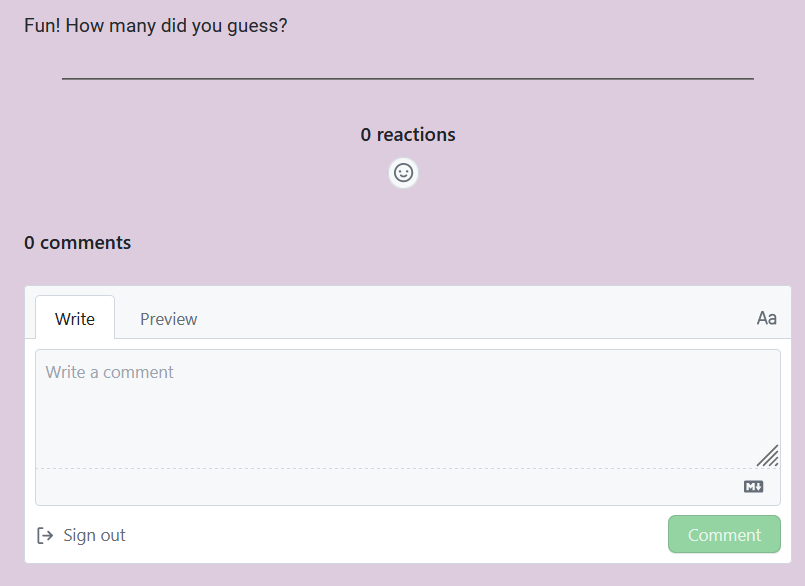 Fun! How many did you guess?
0 reactions
0 comments
Write Preview Aa
Write a comment
M
Sign out Comment